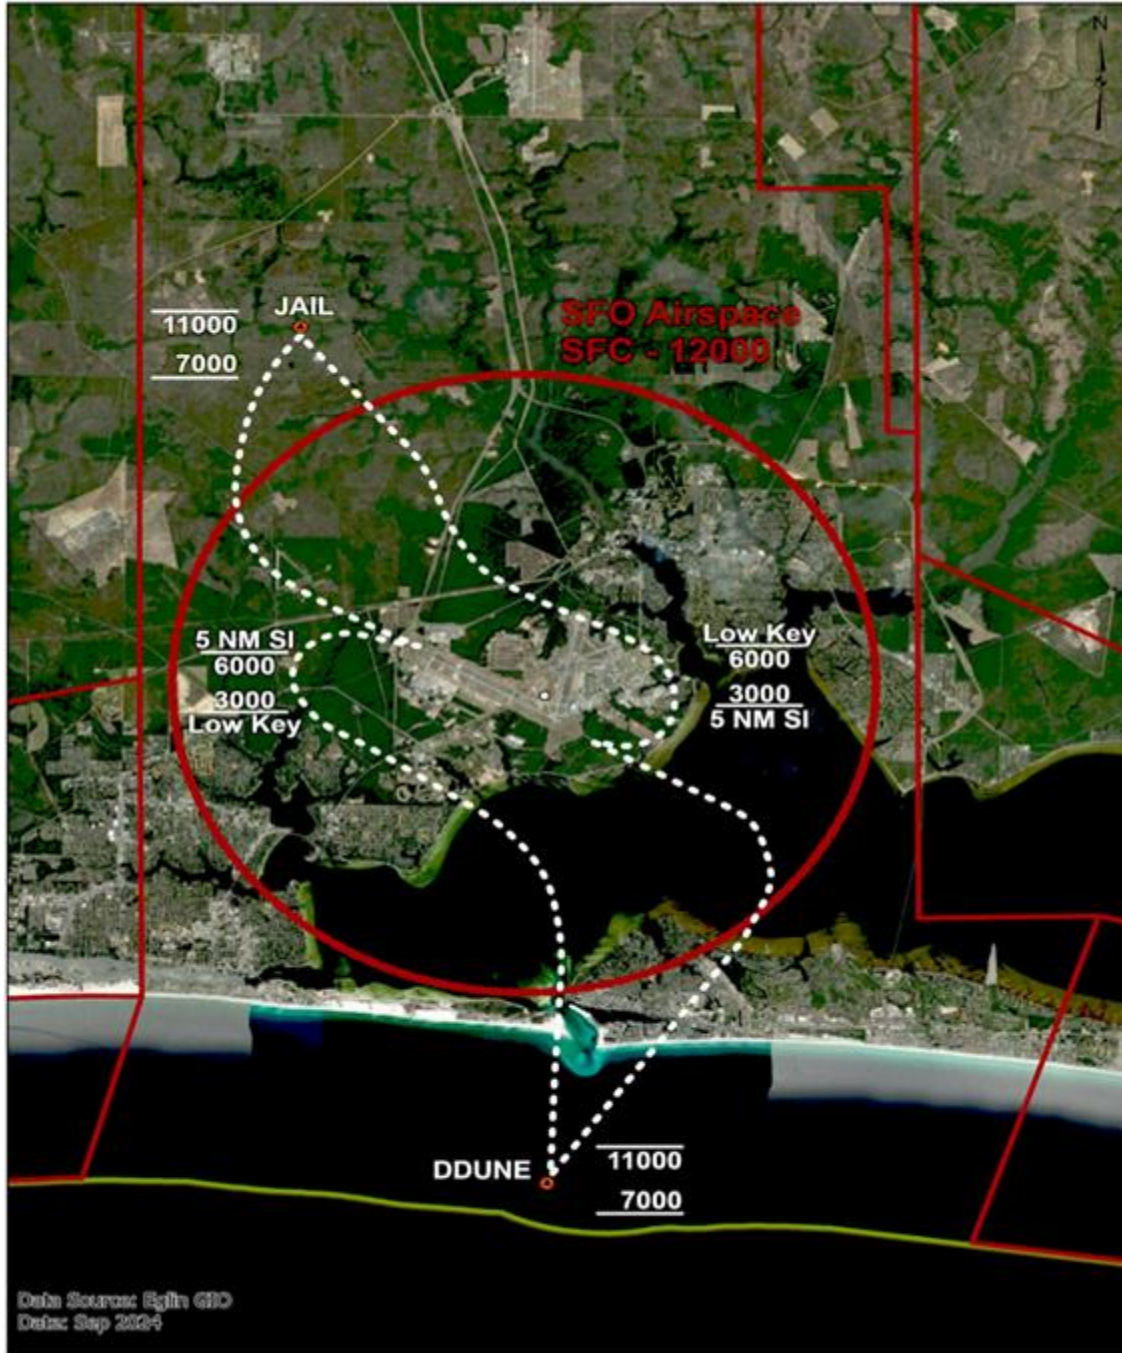 N
JAIL
11000
7000
SFO Airspace
SFC - 12000
5 NM SI
6000
3000
Low Key
Low Key
6000
3000
5 NM SI
DDUNE
11000
7000
Data Source: Eglin GIO
Date: Sep 2024